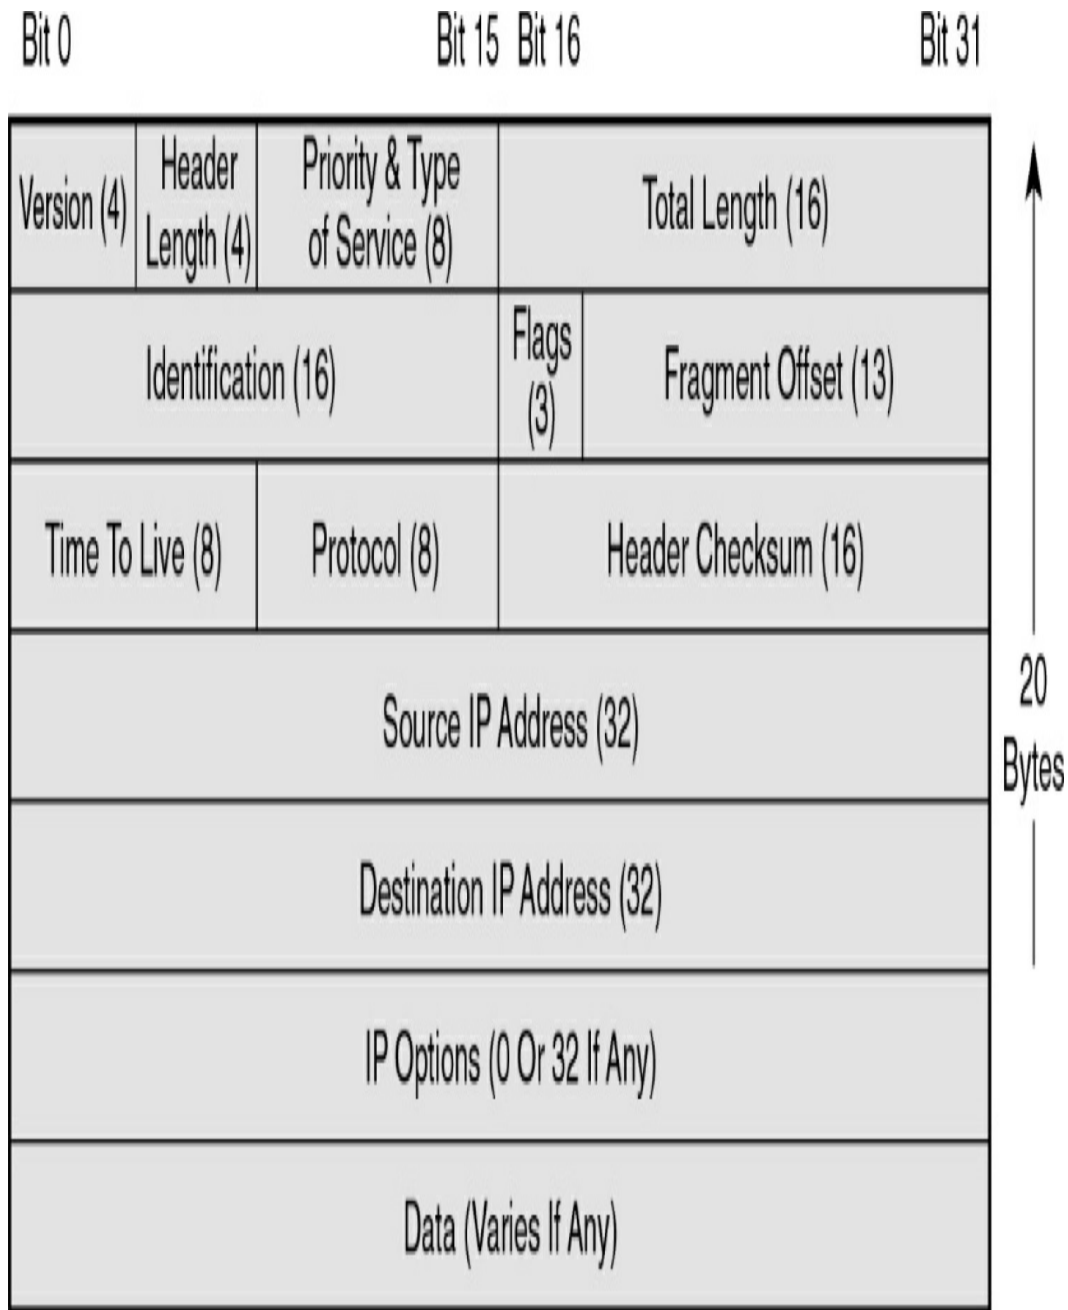 Bit 0
Bit 15
Bit 16
Bit 31
Version (4)
Header
Length (4)
Priority & Type
of Service (8)
Total Length (16)
Identification (16)
Flags
(3)
Fragment Offset (13)
Time To Live (8)
Protocol (8)
Header Checksum (16)
Source IP Address (32)
20
Bytes
Destination IP Address (32)
IP Options (0 Or 32 If Any)
Data (Varies If Any)